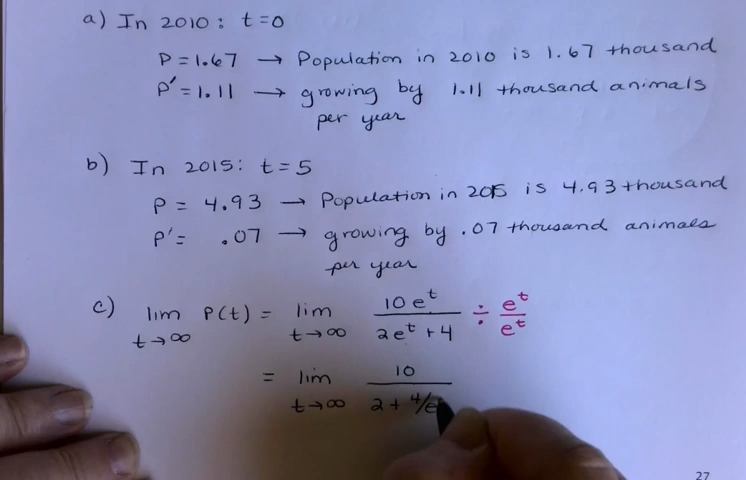 a) In 2010: t=0
P = 1.67 → Population in 2010 is 1.67 thousand
P' = 1.11 → growing by 1.11 thousand animals
per year
b) In 2015: t=5
P = 4.93 → Population in 2015 is 4.93 thousand
P' = .07 → growing by .07 thousand animals
per year
c) lim t→∞ P(t) = lim t→∞ 10e^t / 2e^t + 4 ÷ e^t / e^t
= lim t→∞ 10 / 2 + 4/e
27